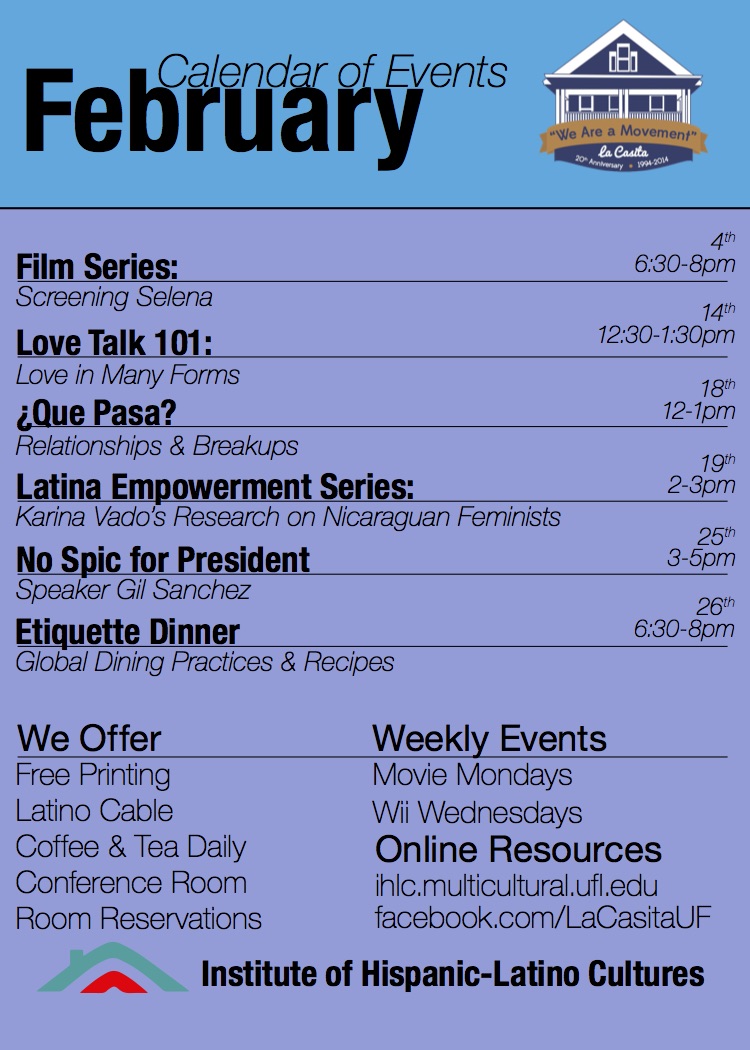 Calendar of Events
February
"We Are a Movement"
La Casita
20th Anniversary • 1994-2014
4th
Film Series: 6:30-8pm
Screening Selena
14th
Love Talk 101: 12:30-1:30pm
Love in Many Forms
18th
¿Que Pasa? 12-1pm
Relationships & Breakups
19th
Latina Empowerment Series: 2-3pm
Karina Vado's Research on Nicaraguan Feminists
25th
No Spic for President 3-5pm
Speaker Gil Sanchez
26th
Etiquette Dinner 6:30-8pm
Global Dining Practices & Recipes
We Offer
Free Printing
Latino Cable
Coffee & Tea Daily
Conference Room
Room Reservations
Weekly Events
Movie Mondays
Wii Wednesdays
Online Resources
ihlc.multicultural.ufl.edu
facebook.com/LaCasitaUF
Institute of Hispanic-Latino Cultures